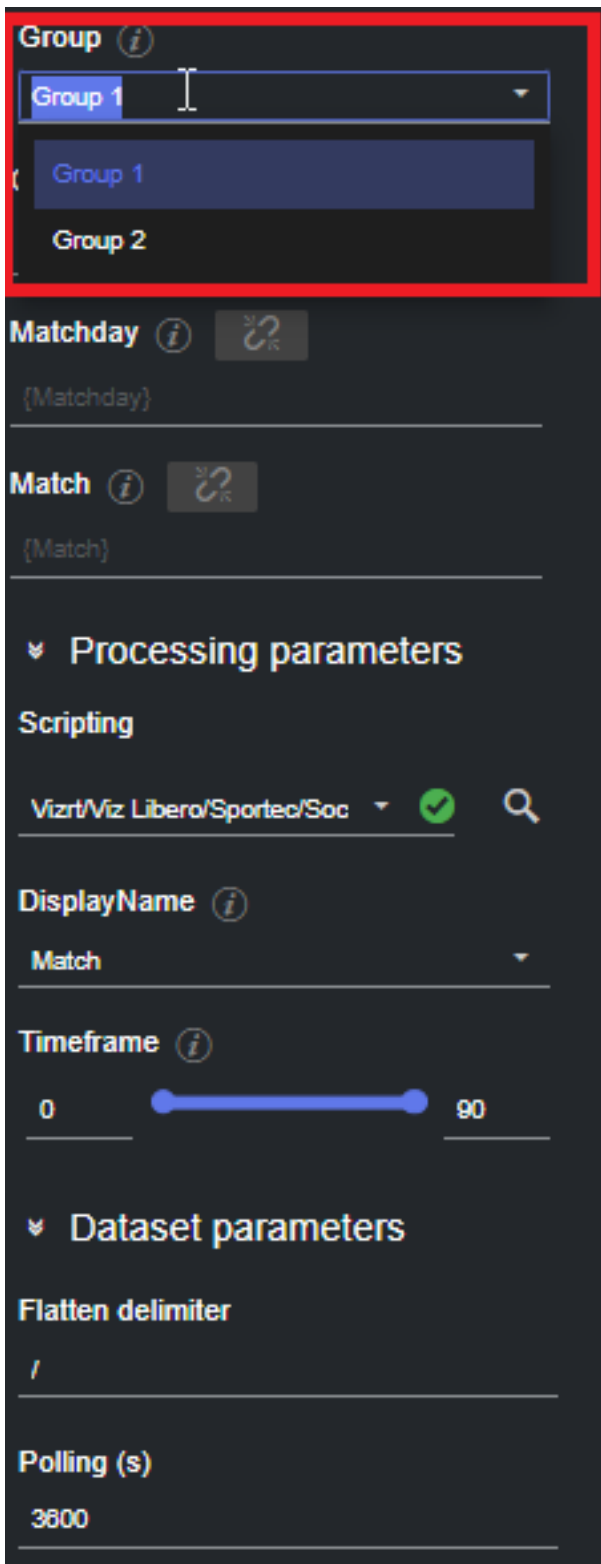 Group
Group 1
Group 1
Group 2
Matchday
{Matchday}
Match
{Match}
Processing parameters
Scripting
Vizrt/Viz Libero/Sportec/Soc
DisplayName
Match
Timeframe
0 90
Dataset parameters
Flatten delimiter
/
Polling (s)
3600